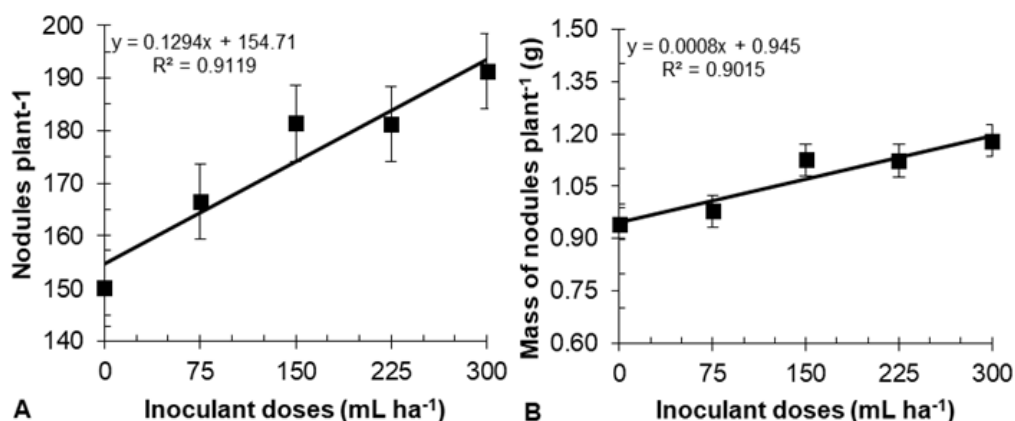 y = 0.1294x + 154.71
R² = 0.9119
Nodules plant-1
200
190
180
170
160
150
140
0 75 150 225 300
A
Inoculant doses (mL ha⁻¹)
y = 0.0008x + 0.945
R² = 0.9015
Mass of nodules plant⁻¹ (g)
1.50
1.35
1.20
1.05
0.90
0.75
0.60
0 75 150 225 300
B
Inoculant doses (mL ha⁻¹)